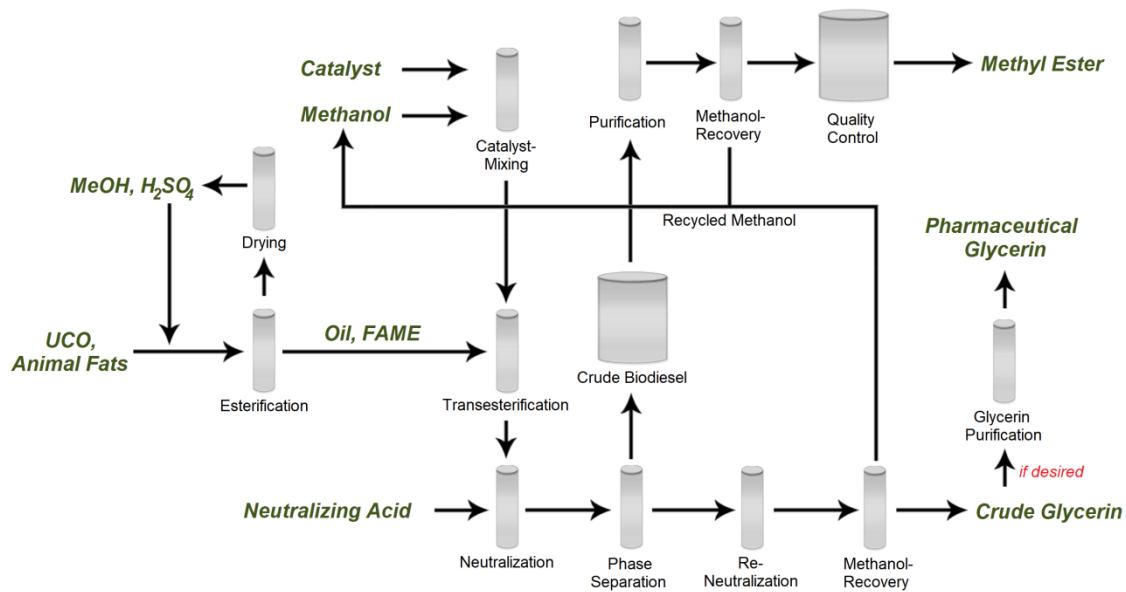 Catalyst
Methanol
Catalyst-
Mixing
Purification
Methanol-
Recovery
Quality
Control
Methyl Ester
MeOH, H₂SO₄
Drying
Recycled Methanol
Pharmaceutical
Glycerin
UCO,
Animal Fats
Esterification
Oil, FAME
Transesterification
Crude Biodiesel
Glycerin
Purification
if desired
Neutralizing Acid
Neutralization
Phase
Separation
Re-
Neutralization
Methanol-
Recovery
Crude Glycerin